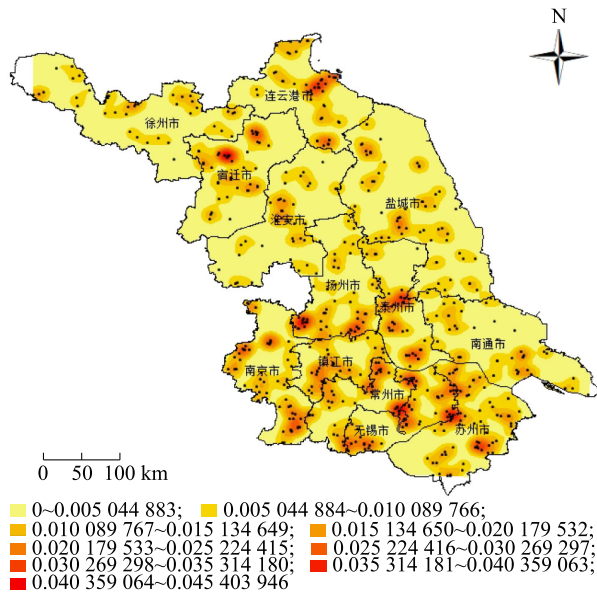 N
连云港市
徐州市
宿迁市
淮安市
盐城市
扬州市
泰州市
南通市
镇江市
南京市
常州市
无锡市
苏州市
0 50 100 km
0~0.005 044 883; 0.005 044 884~0.010 089 766;
0.010 089 767~0.015 134 649; 0.015 134 650~0.020 179 532;
0.020 179 533~0.025 224 415; 0.025 224 416~0.030 269 297;
0.030 269 298~0.035 314 180; 0.035 314 181~0.040 359 063;
0.040 359 064~0.045 403 946